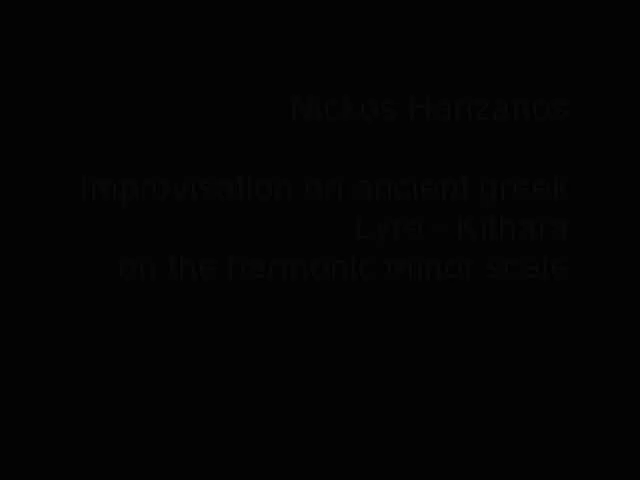 Improvisation on ancient greek
Lyra - Kithara
on the Harmonic minor scale